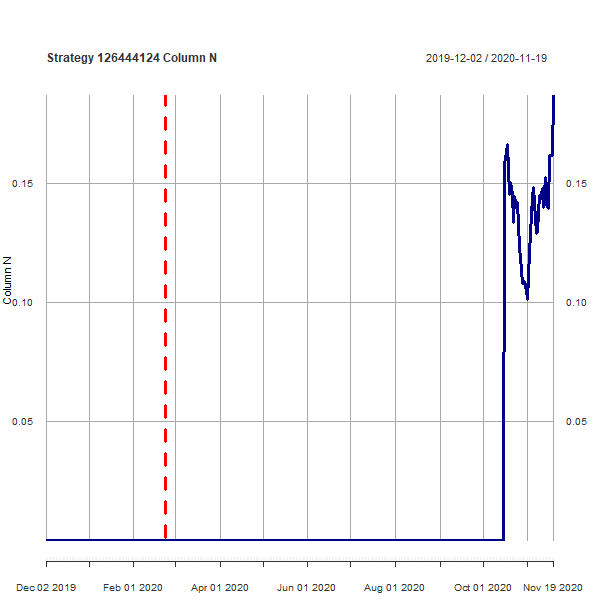 Strategy 126444124 Column N
2019-12-02 / 2020-11-19
0.15
0.15
Column N
0.10
0.10
0.05
0.05
Dec 02 2019
Feb 01 2020
Apr 01 2020
Jun 01 2020
Aug 01 2020
Oct 01 2020
Nov 19 2020